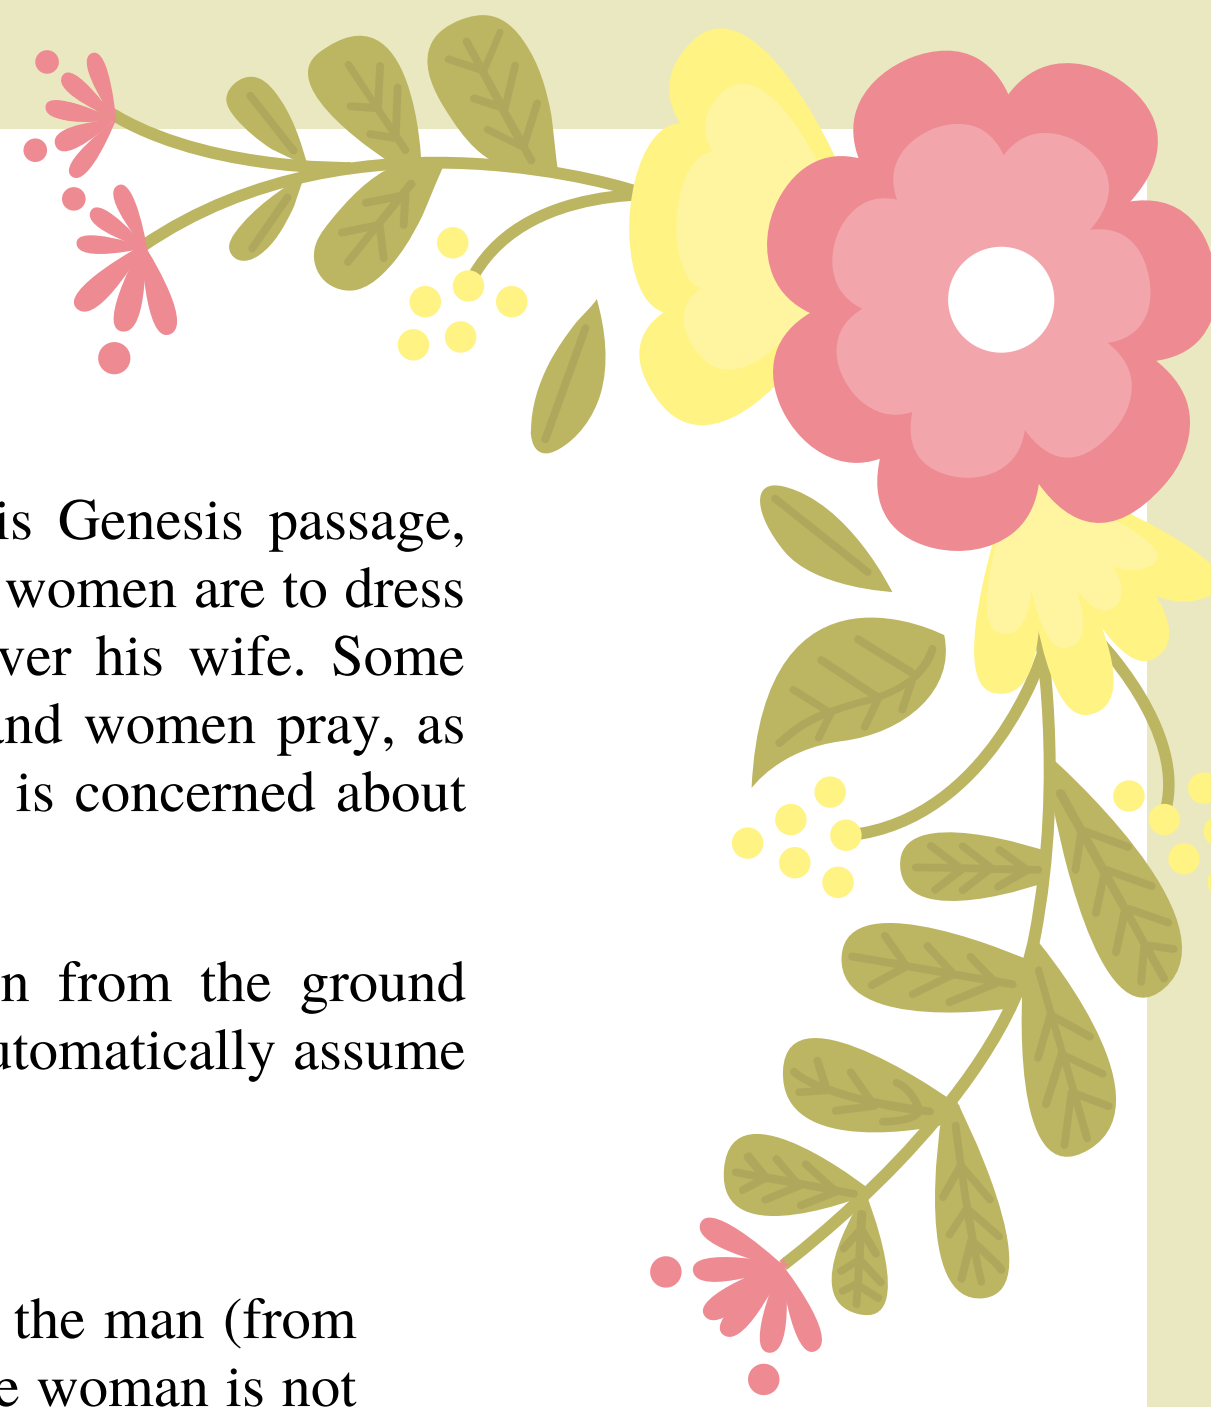 is Genesis passage,
women are to dress
ver his wife. Some
and women pray, as
is concerned about
n from the ground
utomatically assume
the man (from
e woman is not